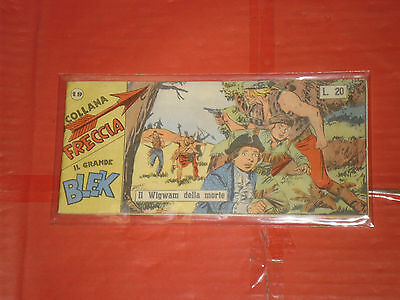 19
COLLANA
FRECCIA
IL GRANDE
BLEK
L. 20
Il Wigwam della morte